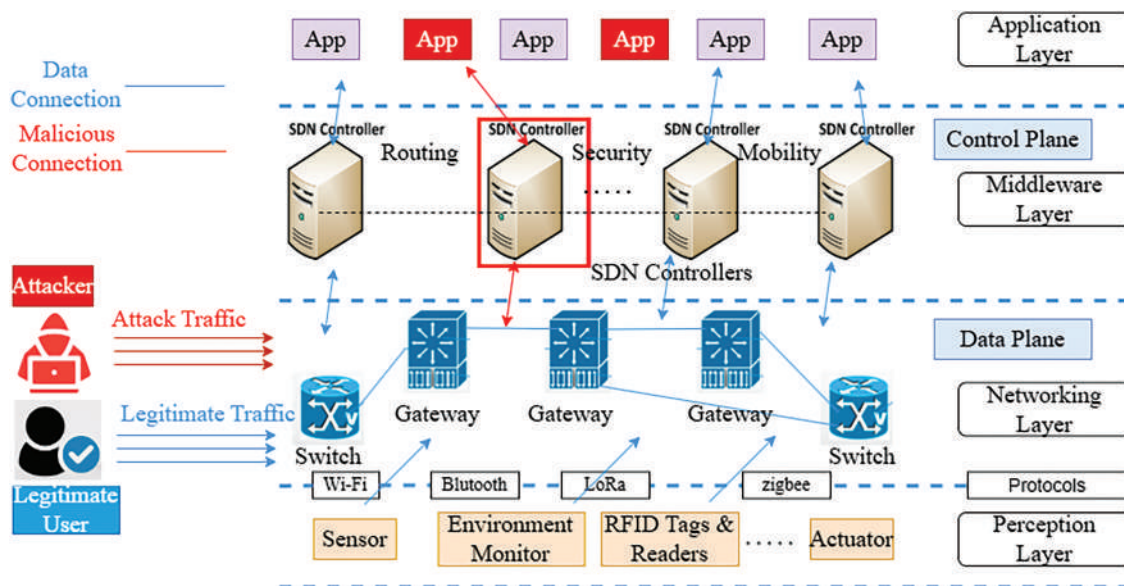 App App App App App App
Application
Layer
Data
Connection
Malicious
Connection
SDN Controller SDN Controller SDN Controller SDN Controller
Routing Security Mobility
.....
Control Plane
Middleware
Layer
SDN Controllers
Attacker
Attack Traffic
Data Plane
Legitimate Traffic
Gateway Gateway Gateway
Networking
Layer
Switch Switch
Legitimate
User
Wi-Fi Blutooth LoRa zigbee Protocols
Sensor
Environment
Monitor
RFID Tags &
Readers
..... Actuator
Perception
Layer